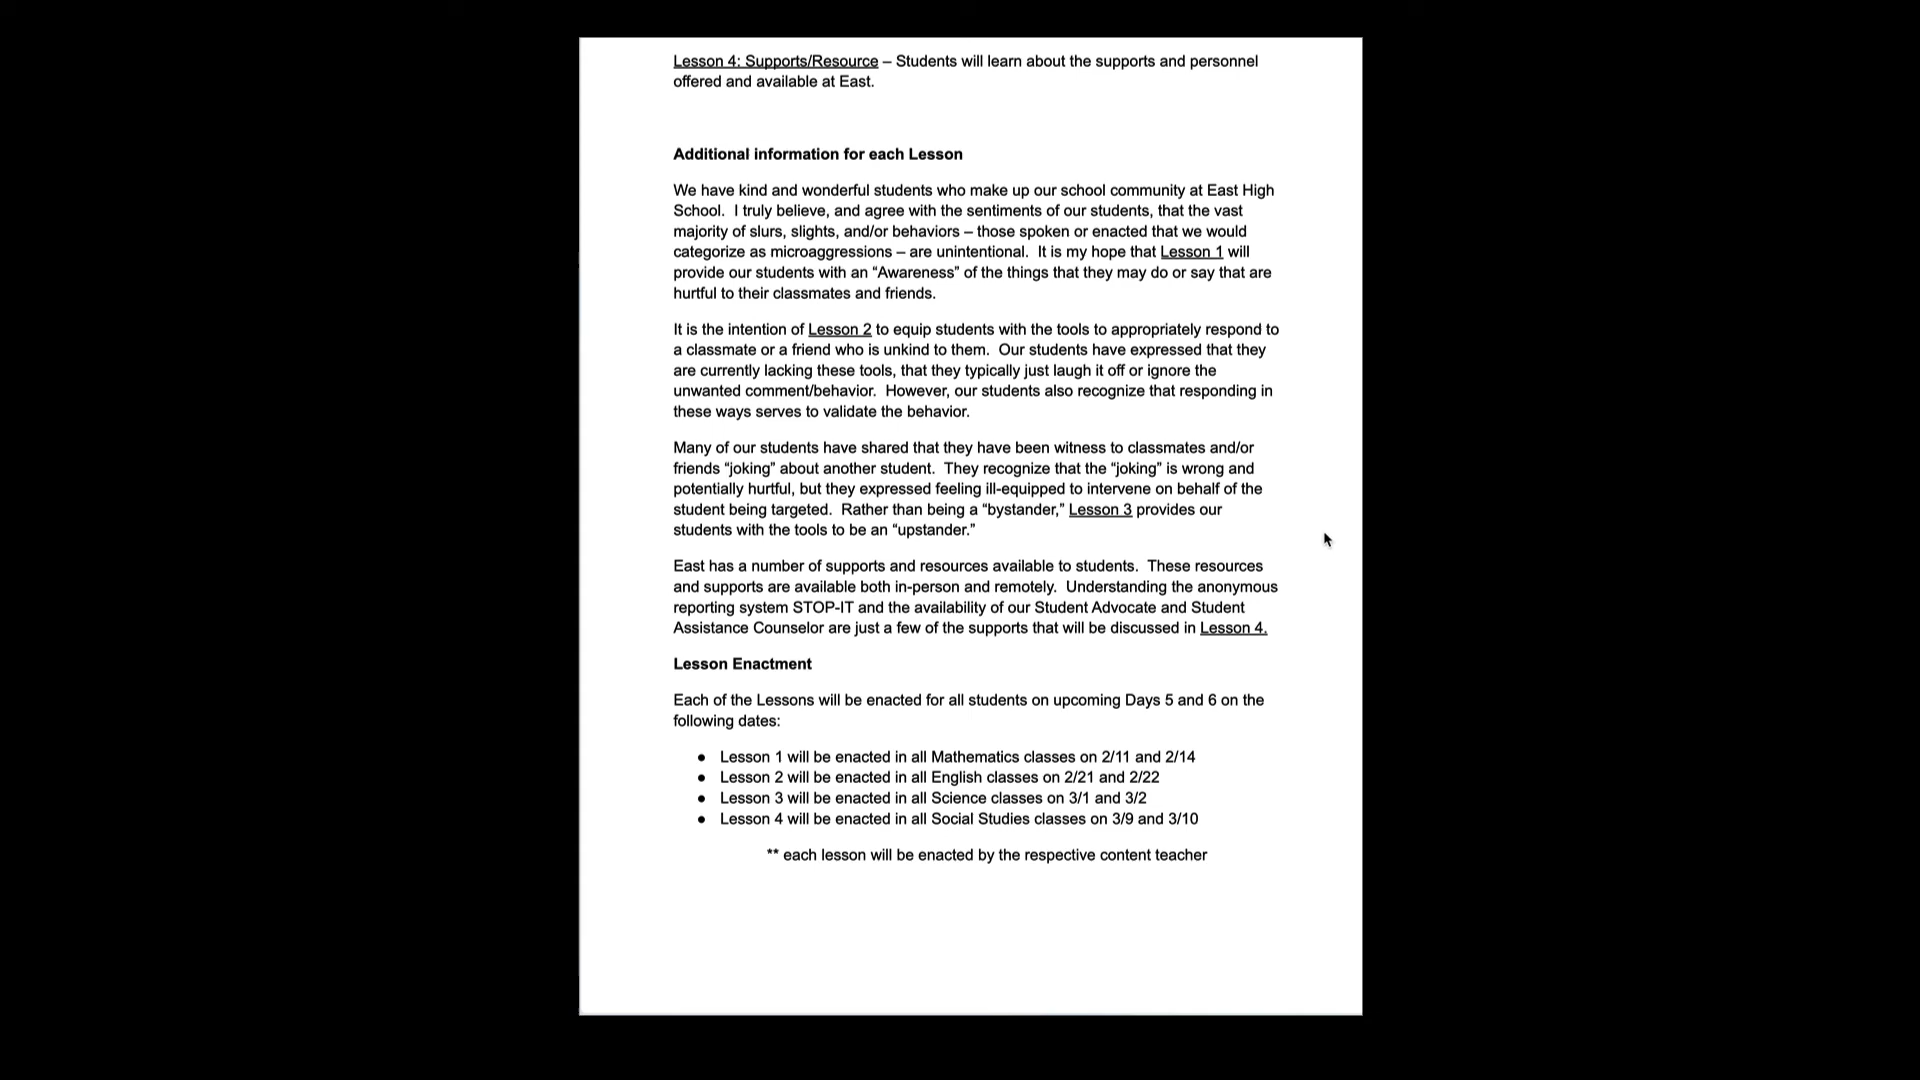 Lesson 4: Supports/Resource – Students will learn about the supports and personnel
offered and available at East.
Additional information for each Lesson
We have kind and wonderful students who make up our school community at East High
School.  I truly believe, and agree with the sentiments of our students, that the vast
majority of slurs, slights, and/or behaviors – those spoken or enacted that we would
categorize as microaggressions – are unintentional.  It is my hope that Lesson 1 will
provide our students with an “Awareness” of the things that they may do or say that are
hurtful to their classmates and friends.
It is the intention of Lesson 2 to equip students with the tools to appropriately respond to
a classmate or a friend who is unkind to them.  Our students have expressed that they
are currently lacking these tools, that they typically just laugh it off or ignore the
unwanted comment/behavior.  However, our students also recognize that responding in
these ways serves to validate the behavior.
Many of our students have shared that they have been witness to classmates and/or
friends “joking” about another student.  They recognize that the “joking” is wrong and
potentially hurtful, but they expressed feeling ill-equipped to intervene on behalf of the
student being targeted.  Rather than being a “bystander,” Lesson 3 provides our
students with the tools to be an “upstander.”
East has a number of supports and resources available to students.  These resources
and supports are available both in-person and remotely.  Understanding the anonymous
reporting system STOP-IT and the availability of our Student Advocate and Student
Assistance Counselor are just a few of the supports that will be discussed in Lesson 4.
Lesson Enactment
Each of the Lessons will be enacted for all students on upcoming Days 5 and 6 on the
following dates:
● Lesson 1 will be enacted in all Mathematics classes on 2/11 and 2/14
● Lesson 2 will be enacted in all English classes on 2/21 and 2/22
● Lesson 3 will be enacted in all Science classes on 3/1 and 3/2
● Lesson 4 will be enacted in all Social Studies classes on 3/9 and 3/10
** each lesson will be enacted by the respective content teacher